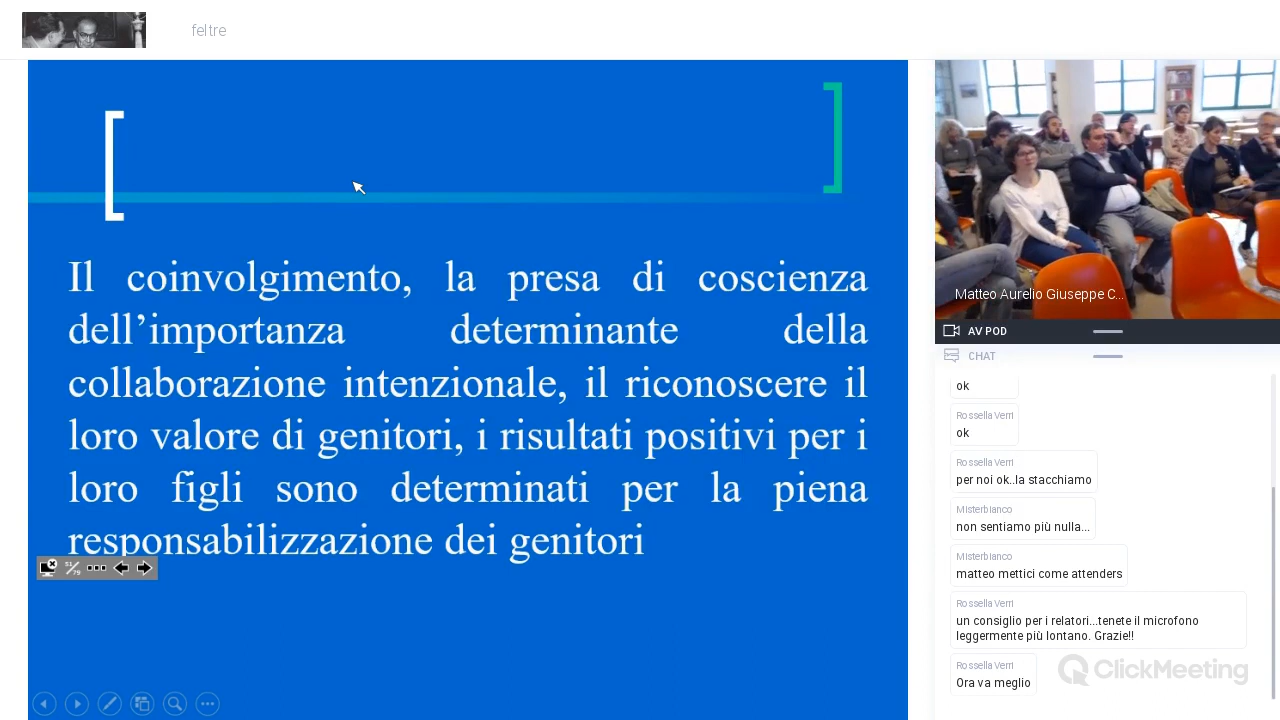 feltre
Il coinvolgimento, la presa di coscienza
dell’importanza determinante della
collaborazione intenzionale, il riconoscere il
loro valore di genitori, i risultati positivi per i
loro figli sono determinati per la piena
responsabilizzazione dei genitori
51/79
Matteo Aurelio Giuseppe C...
AV POD
CHAT
ok
Rossella Verri
ok
Rossella Verri
per noi ok..la stacchiamo
Misterbianco
non sentiamo più nulla...
Misterbianco
matteo mettici come attenders
Rossella Verri
un consiglio per i relatori...tenete il microfono
leggermente più lontano. Grazie!!
Rossella Verri
Ora va meglio
ClickMeeting